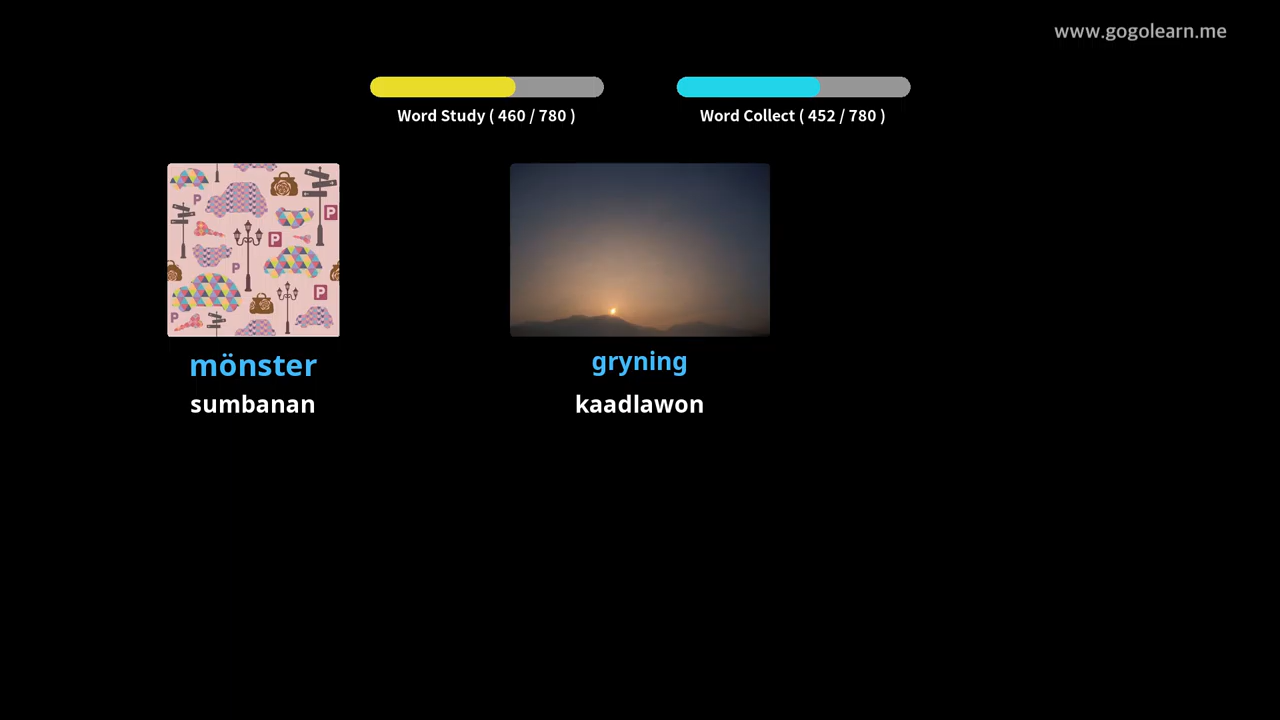 www.gogolearn.me
Word Study ( 460 / 780 )
Word Collect ( 452 / 780 )
P
P
P
P
P
P
mönster
sumbanan
gryning
kaadlawon